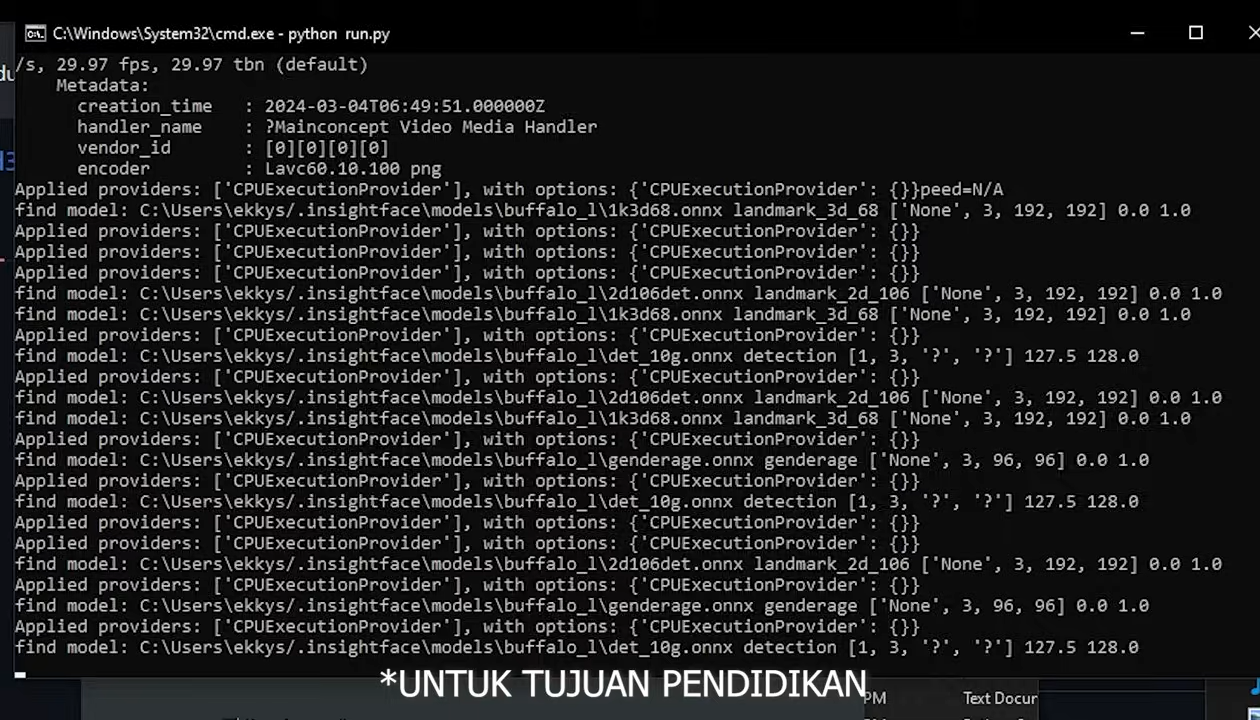 C:\Windows\System32\cmd.exe - python run.py
/s, 29.97 fps, 29.97 tbn (default)
Metadata:
creation_time : 2024-03-04T06:49:51.000000Z
handler_name : ?Mainconcept Video Media Handler
vendor_id : [0][0][0][0]
encoder : Lavc60.10.100 png
Applied providers: ['CPUExecutionProvider'], with options: {'CPUExecutionProvider': {}}peed=N/A
find model: C:\Users\ekkys/.insightface\models\buffalo_l\1k3d68.onnx landmark_3d_68 ['None', 3, 192, 192] 0.0 1.0
Applied providers: ['CPUExecutionProvider'], with options: {'CPUExecutionProvider': {}}
Applied providers: ['CPUExecutionProvider'], with options: {'CPUExecutionProvider': {}}
Applied providers: ['CPUExecutionProvider'], with options: {'CPUExecutionProvider': {}}
find model: C:\Users\ekkys/.insightface\models\buffalo_l\2d106det.onnx landmark_2d_106 ['None', 3, 192, 192] 0.0 1.0
find model: C:\Users\ekkys/.insightface\models\buffalo_l\1k3d68.onnx landmark_3d_68 ['None', 3, 192, 192] 0.0 1.0
Applied providers: ['CPUExecutionProvider'], with options: {'CPUExecutionProvider': {}}
find model: C:\Users\ekkys/.insightface\models\buffalo_l\det_10g.onnx detection [1, 3, '?', '?'] 127.5 128.0
Applied providers: ['CPUExecutionProvider'], with options: {'CPUExecutionProvider': {}}
find model: C:\Users\ekkys/.insightface\models\buffalo_l\2d106det.onnx landmark_2d_106 ['None', 3, 192, 192] 0.0 1.0
find model: C:\Users\ekkys/.insightface\models\buffalo_l\1k3d68.onnx landmark_3d_68 ['None', 3, 192, 192] 0.0 1.0
Applied providers: ['CPUExecutionProvider'], with options: {'CPUExecutionProvider': {}}
find model: C:\Users\ekkys/.insightface\models\buffalo_l\genderage.onnx genderage ['None', 3, 96, 96] 0.0 1.0
Applied providers: ['CPUExecutionProvider'], with options: {'CPUExecutionProvider': {}}
find model: C:\Users\ekkys/.insightface\models\buffalo_l\det_10g.onnx detection [1, 3, '?', '?'] 127.5 128.0
Applied providers: ['CPUExecutionProvider'], with options: {'CPUExecutionProvider': {}}
Applied providers: ['CPUExecutionProvider'], with options: {'CPUExecutionProvider': {}}
find model: C:\Users\ekkys/.insightface\models\buffalo_l\2d106det.onnx landmark_2d_106 ['None', 3, 192, 192] 0.0 1.0
Applied providers: ['CPUExecutionProvider'], with options: {'CPUExecutionProvider': {}}
find model: C:\Users\ekkys/.insightface\models\buffalo_l\genderage.onnx genderage ['None', 3, 96, 96] 0.0 1.0
Applied providers: ['CPUExecutionProvider'], with options: {'CPUExecutionProvider': {}}
find model: C:\Users\ekkys/.insightface\models\buffalo_l\det_10g.onnx detection [1, 3, '?', '?'] 127.5 128.0
*UNTUK TUJUAN PENDIDIKAN
PM Text Docur